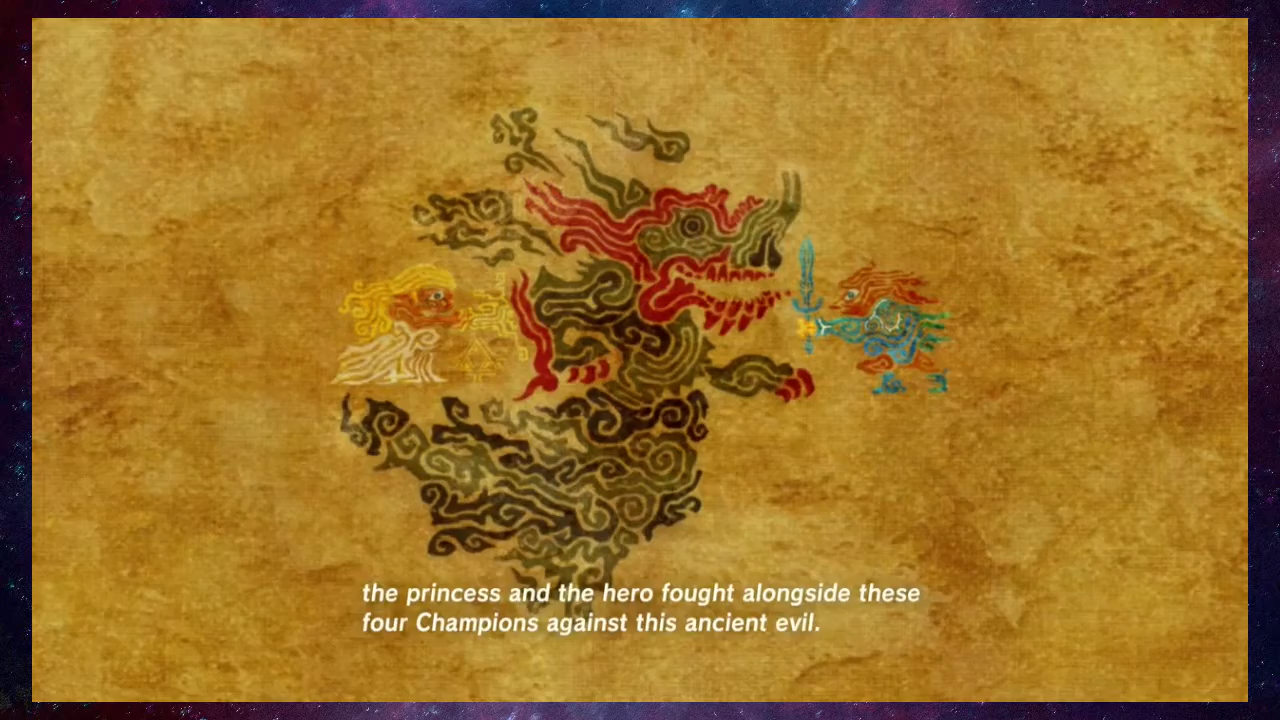 the princess and the hero fought alongside these
four Champions against this ancient evil.